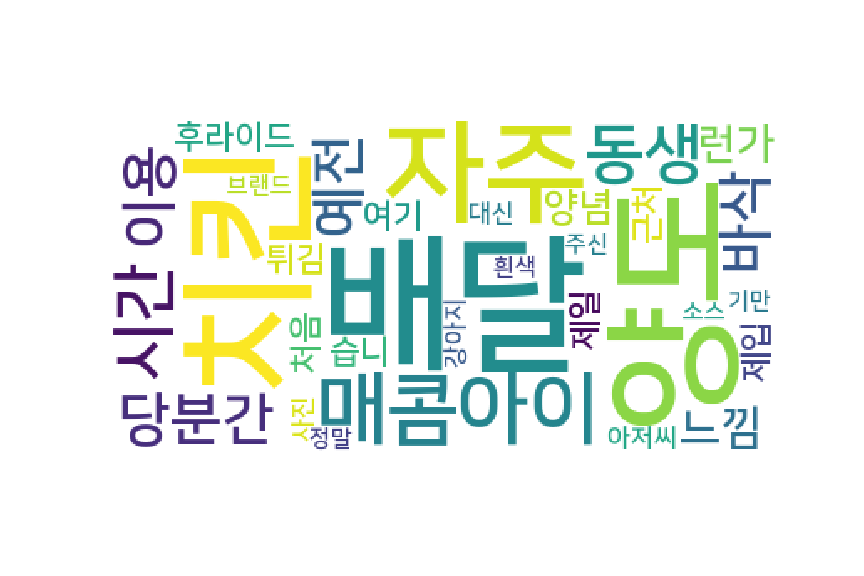 후라이드
자주
동생
런가
이용
치킨
브랜드
예전
여기
대신
양념
근처
바삭
시간
튀김
배달
흰색
주신
양도
처음
습니
강아지
제일
소스
기만
제입
당분간
사진
정말
매콤
아이
아저씨
느낌